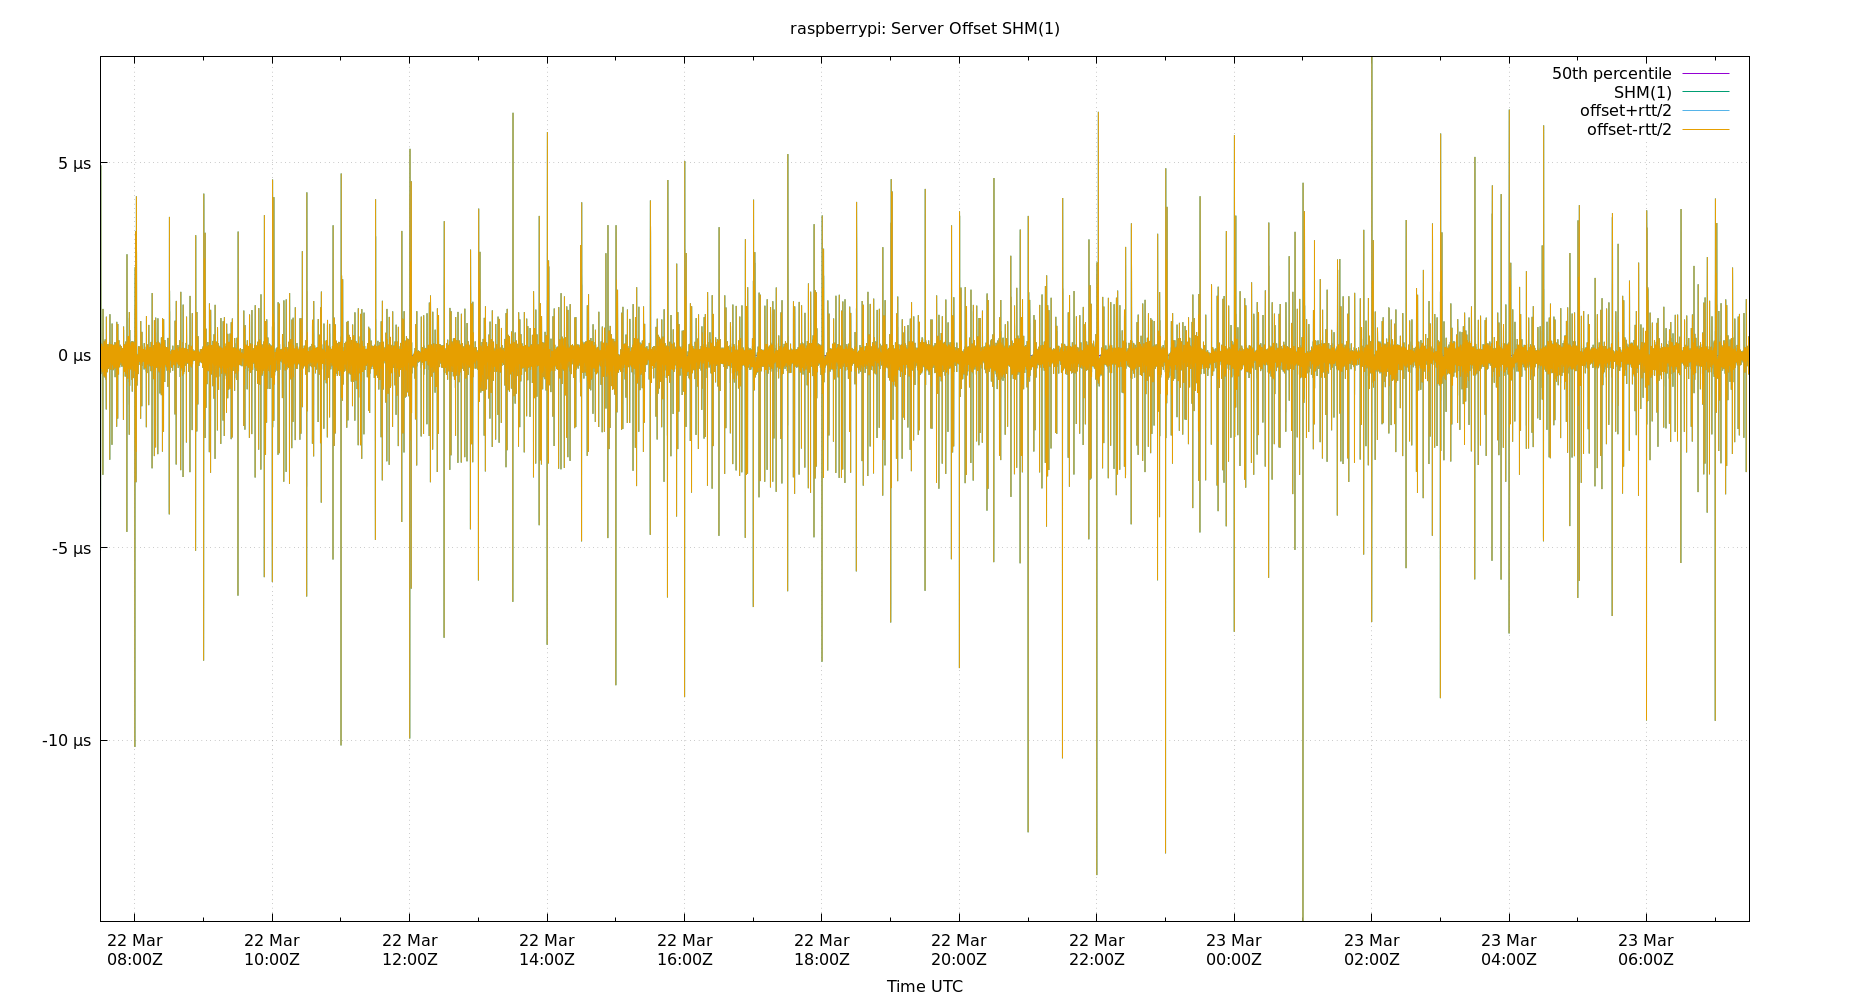 raspberrypi: Server Offset SHM(1)
50th percentile
SHM(1)
offset+rtt/2
offset-rtt/2
5 µs
0 µs
-5 µs
-10 µs
22 Mar 22 Mar 22 Mar 22 Mar 22 Mar 22 Mar 22 Mar 22 Mar 23 Mar 23 Mar 23 Mar 23 Mar
08:00Z 10:00Z 12:00Z 14:00Z 16:00Z 18:00Z 20:00Z 22:00Z 00:00Z 02:00Z 04:00Z 06:00Z
Time UTC